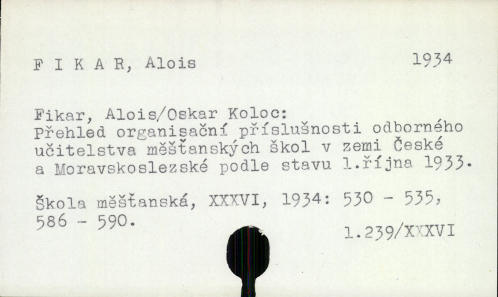 F I K A R, Alois 1934
Fikar, Alois/Oskar Koloc:
Přehled organisační příslušnosti odborného
učitelstva měšťanských škol v zemi České
a Moravskoslezské podle stavu 1.října 1933.
Škola měšťanská, XXXVI, 1934: 530 - 535,
586 - 590.
1.239/XXXVI